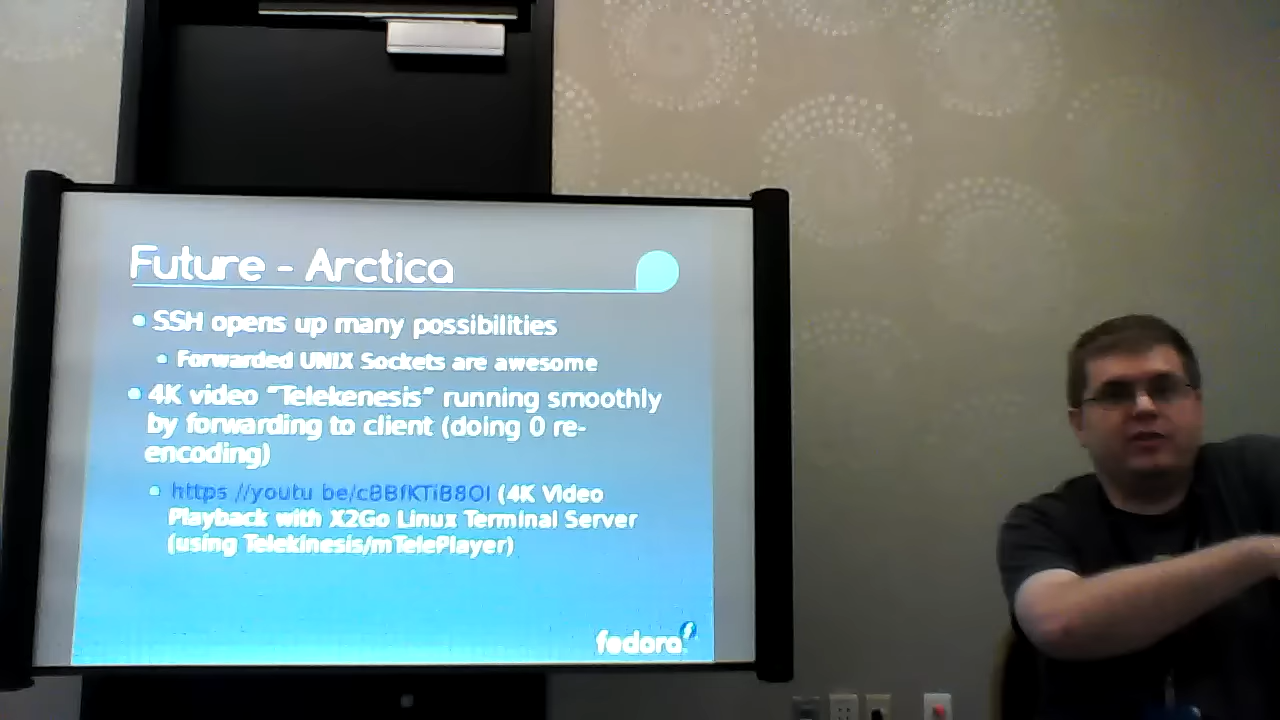 Future - Arctica
SSH opens up many possibilities
Forwarded UNIX Sockets are awesome
4K video "Telekenesis" running smoothly
by forwarding to client (doing 0 re-
encoding)
(4K Video
Playback with X2Go Linux Terminal Server
(using Telekinesis/mTelePlayer)
fedora